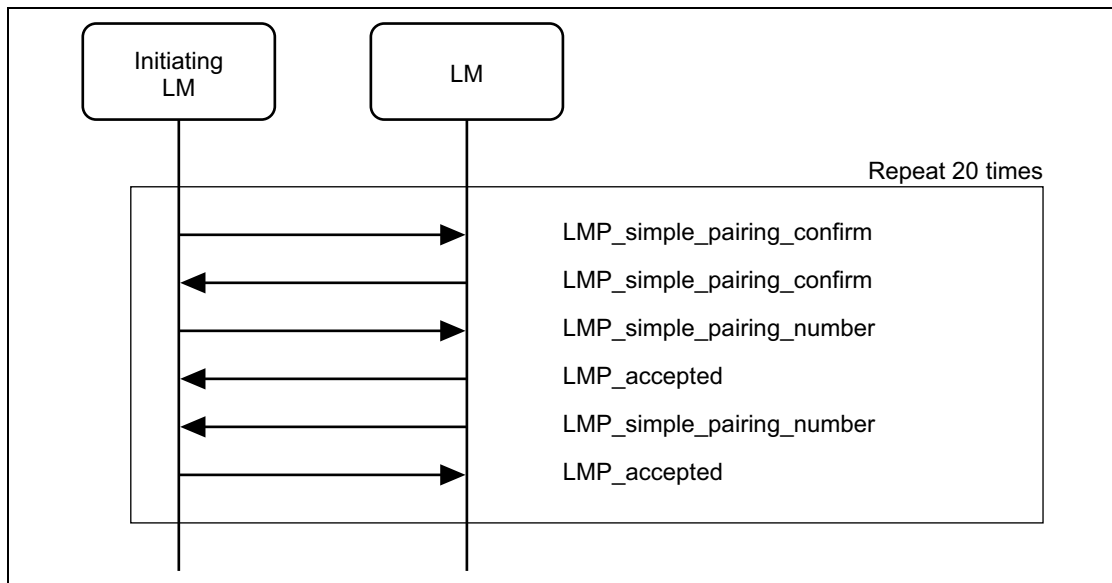 Initiating
LM
LM
Repeat 20 times
LMP_simple_pairing_confirm
LMP_simple_pairing_confirm
LMP_simple_pairing_number
LMP_accepted
LMP_simple_pairing_number
LMP_accepted